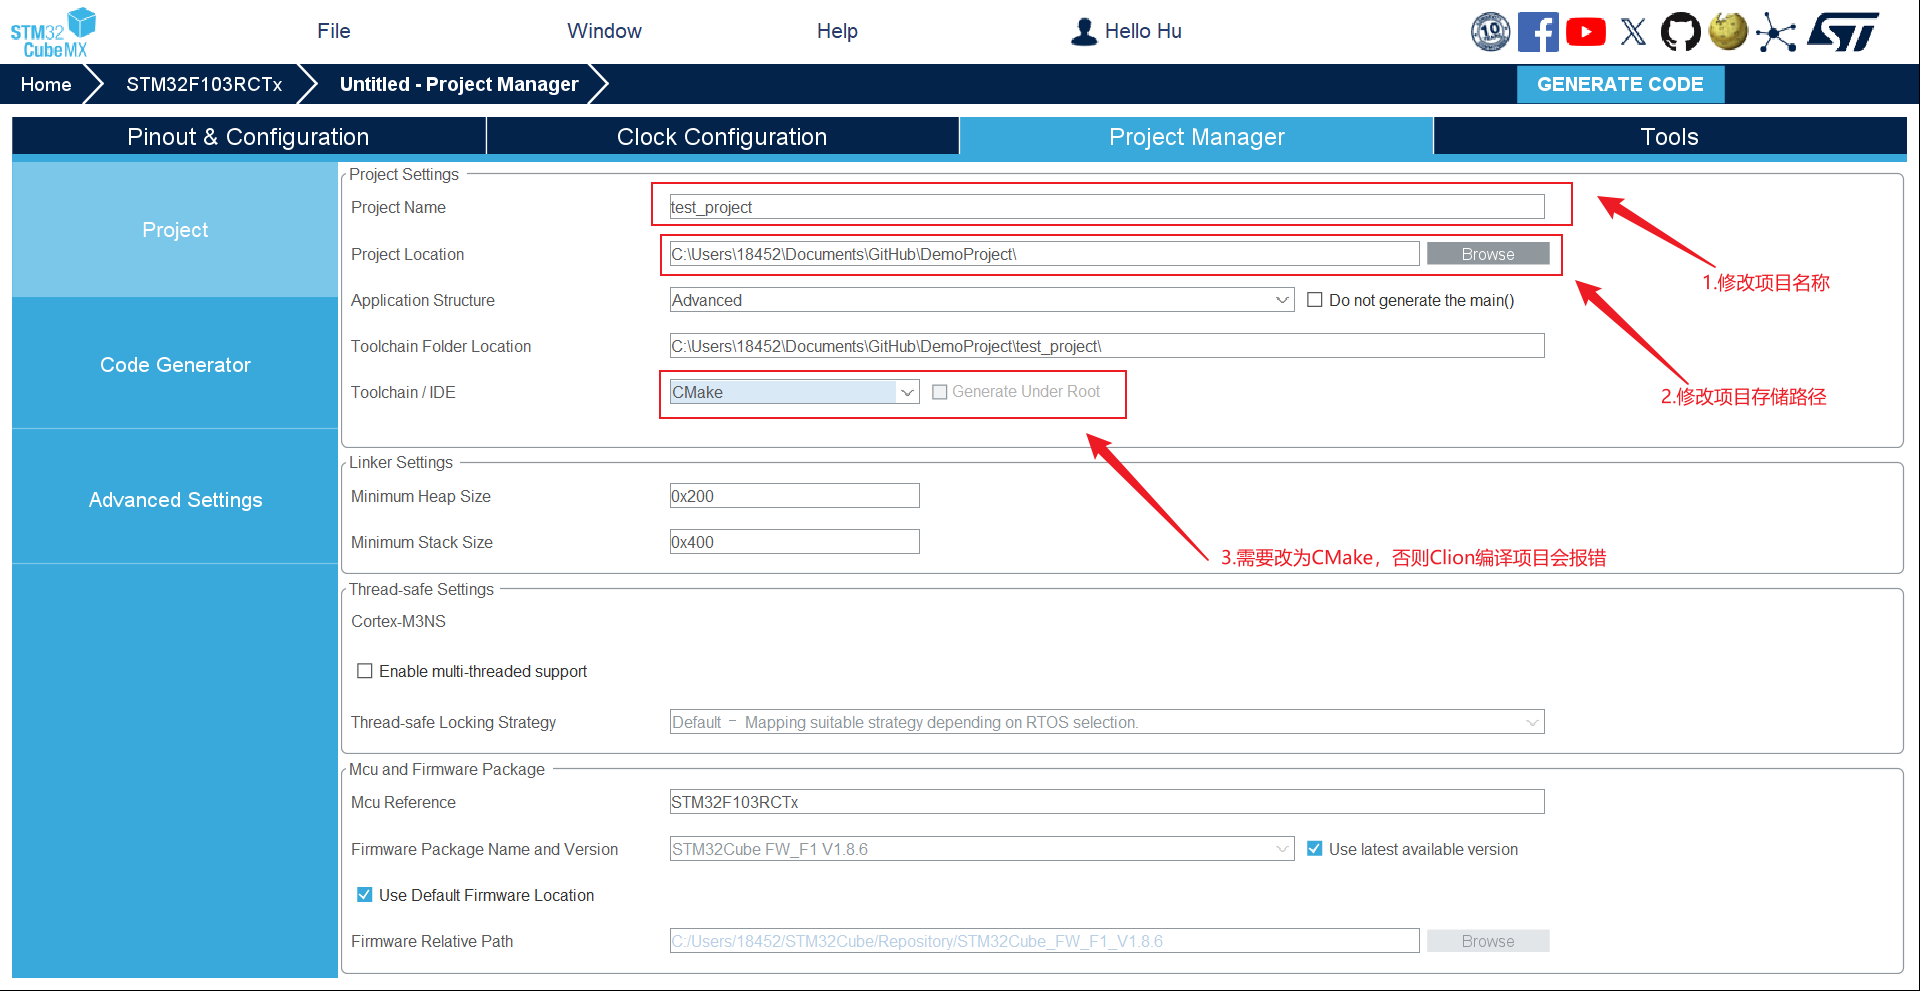 STM32
CubeMX
File
Window
Help
Hello Hu
10
Home
STM32F103RCTx
Untitled - Project Manager
GENERATE CODE
Pinout & Configuration
Clock Configuration
Project Manager
Tools
Project
Code Generator
Advanced Settings
Project Settings
Project Name
test_project
1.修改项目名称
Project Location
C:\Users\18452\Documents\GitHub\DemoProject\
Browse
Application Structure
Advanced
Do not generate the main()
Toolchain Folder Location
C:\Users\18452\Documents\GitHub\DemoProject\test_project\
2.修改项目存储路径
Toolchain / IDE
CMake
Generate Under Root
Linker Settings
Minimum Heap Size
0x200
Minimum Stack Size
0x400
3.需要改为CMake，否则Clion编译项目会报错
Thread-safe Settings
Cortex-M3NS
Enable multi-threaded support
Thread-safe Locking Strategy
Default － Mapping suitable strategy depending on RTOS selection.
Mcu and Firmware Package
Mcu Reference
STM32F103RCTx
Firmware Package Name and Version
STM32Cube FW_F1 V1.8.6
Use latest available version
Use Default Firmware Location
Firmware Relative Path
C:/Users/18452/STM32Cube/Repository/STM32Cube_FW_F1_V1.8.6
Browse